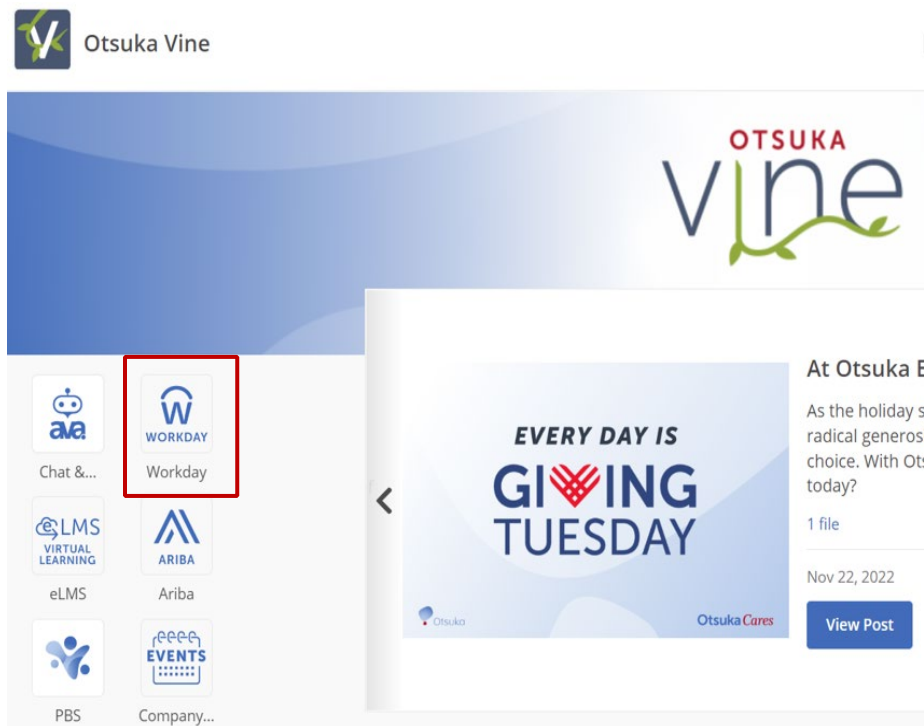 Otsuka Vine
OTSUKA
vine
ava
Chat &...
WORKDAY
Workday
eLMS
VIRTUAL
LEARNING
eLMS
ARIBA
Ariba
PBS
EVENTS
Company...
EVERY DAY IS
GIVING
TUESDAY
Otsuka
Otsuka Cares
At Otsuka E
As the holiday s
radical generos
choice. With Ots
today?
1 file
Nov 22, 2022
View Post